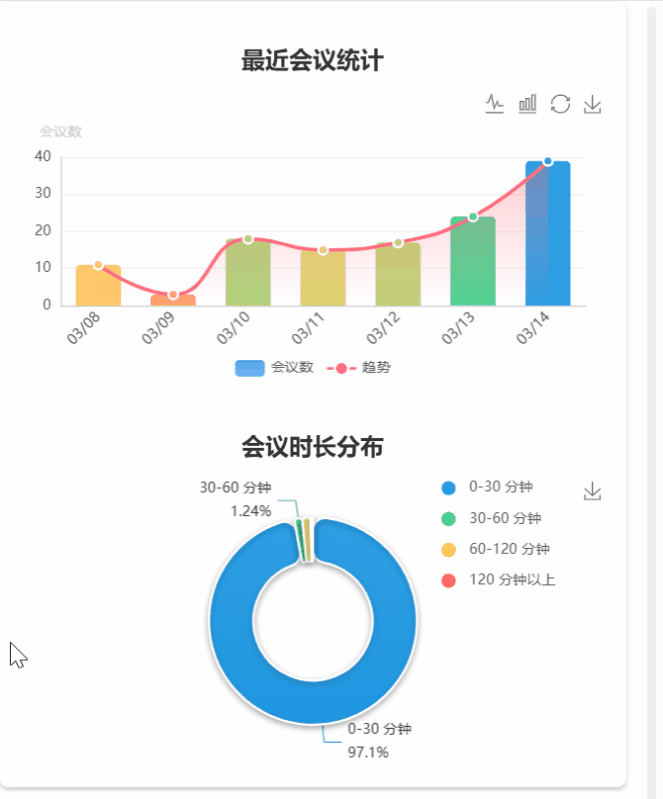 最近会议统计
会议数
40
30
20
10
0
03/08
03/09
03/10
03/11
03/12
03/13
03/14
会议数
趋势
会议时长分布
30-60 分钟
1.24%
0-30 分钟
30-60 分钟
60-120 分钟
120 分钟以上
0-30 分钟
97.1%